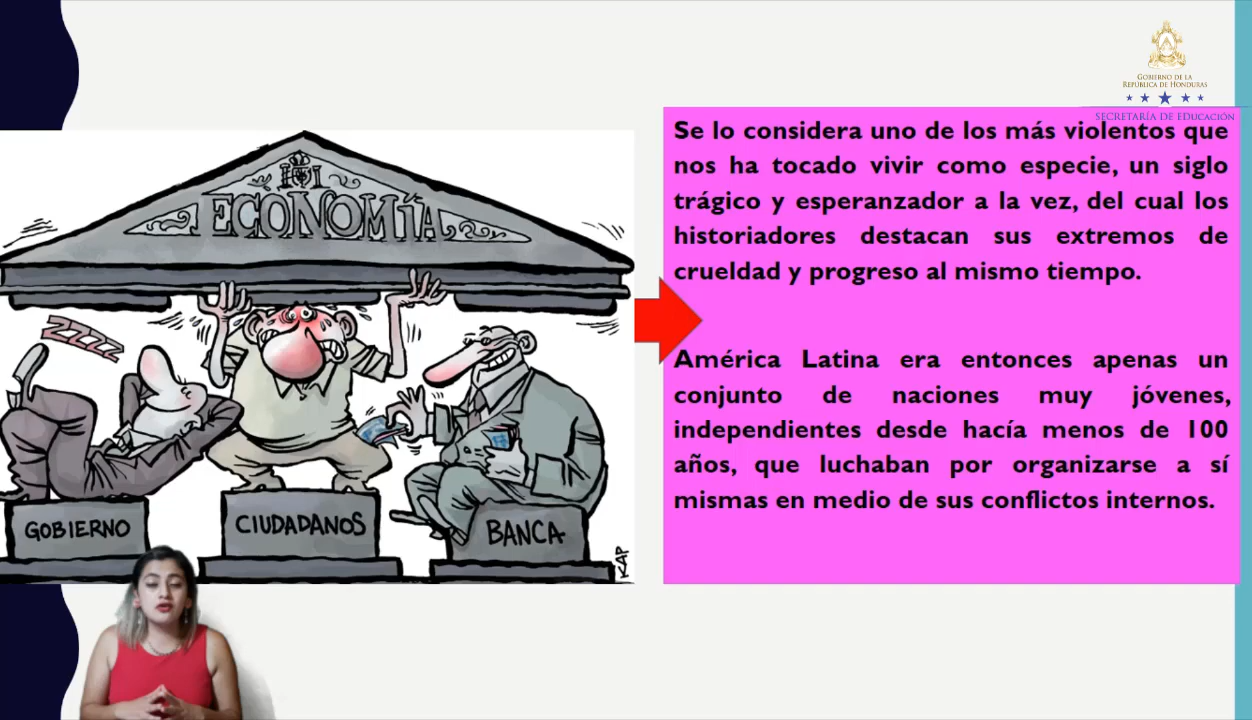 GOBIERNO DE LA
REPÚBLICA DE HONDURAS
SECRETARÍA DE EDUCACIÓN
ECONOMÍA
GOBIERNO
CIUDADANOS
BANCA
KAP
Se lo considera uno de los más violentos que
nos ha tocado vivir como especie, un siglo
trágico y esperanzador a la vez, del cual los
historiadores destacan sus extremos de
crueldad y progreso al mismo tiempo.
América Latina era entonces apenas un
conjunto de naciones muy jóvenes,
independientes desde hacía menos de 100
años, que luchaban por organizarse a sí
mismas en medio de sus conflictos internos.